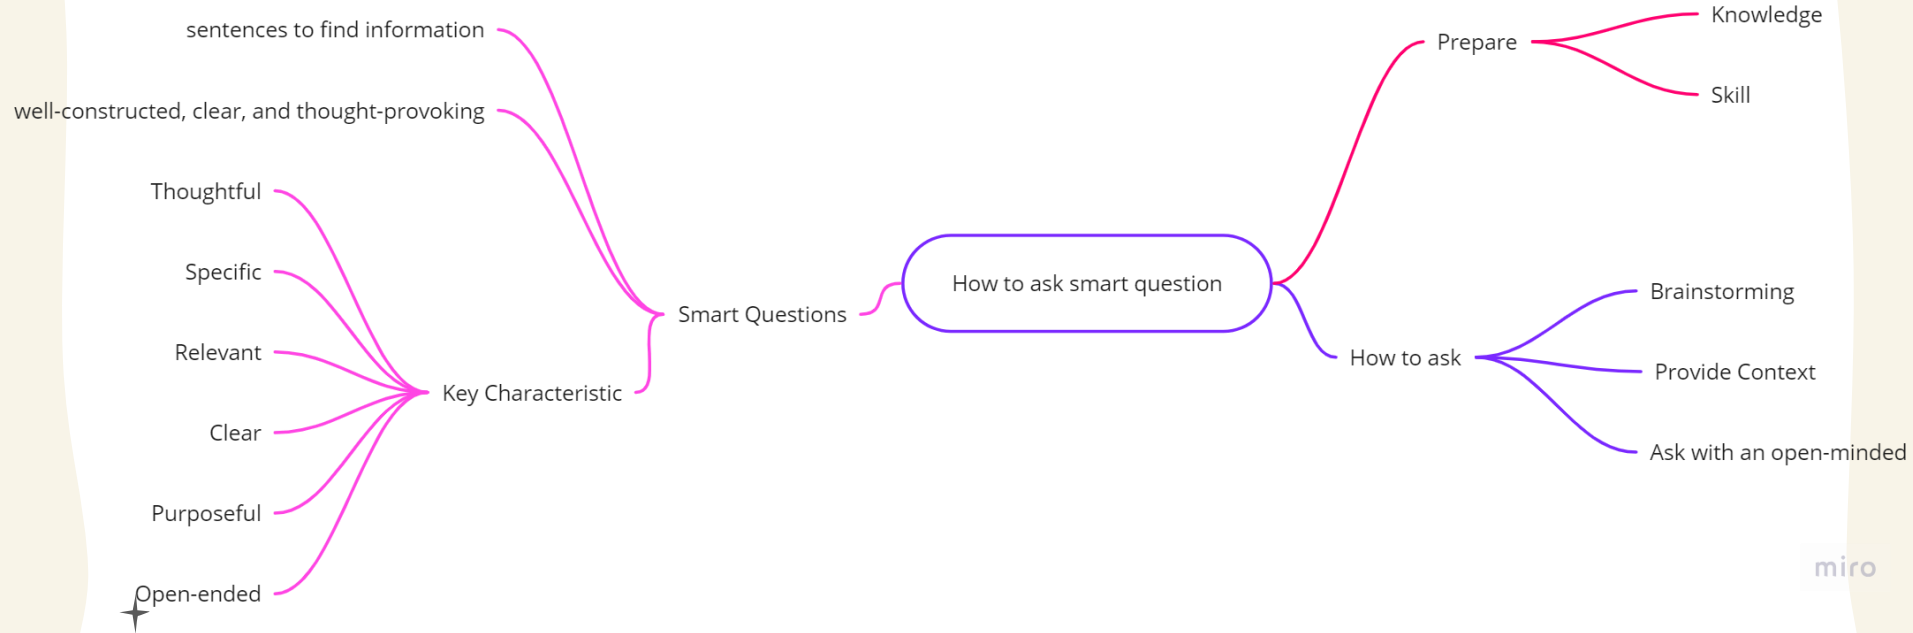 sentences to find information
well-constructed, clear, and thought-provoking
Thoughtful
Specific
Relevant
Clear
Purposeful
Open-ended
Key Characteristic
Smart Questions
How to ask smart question
Prepare
Knowledge
Skill
How to ask
Brainstorming
Provide Context
Ask with an open-minded
miro